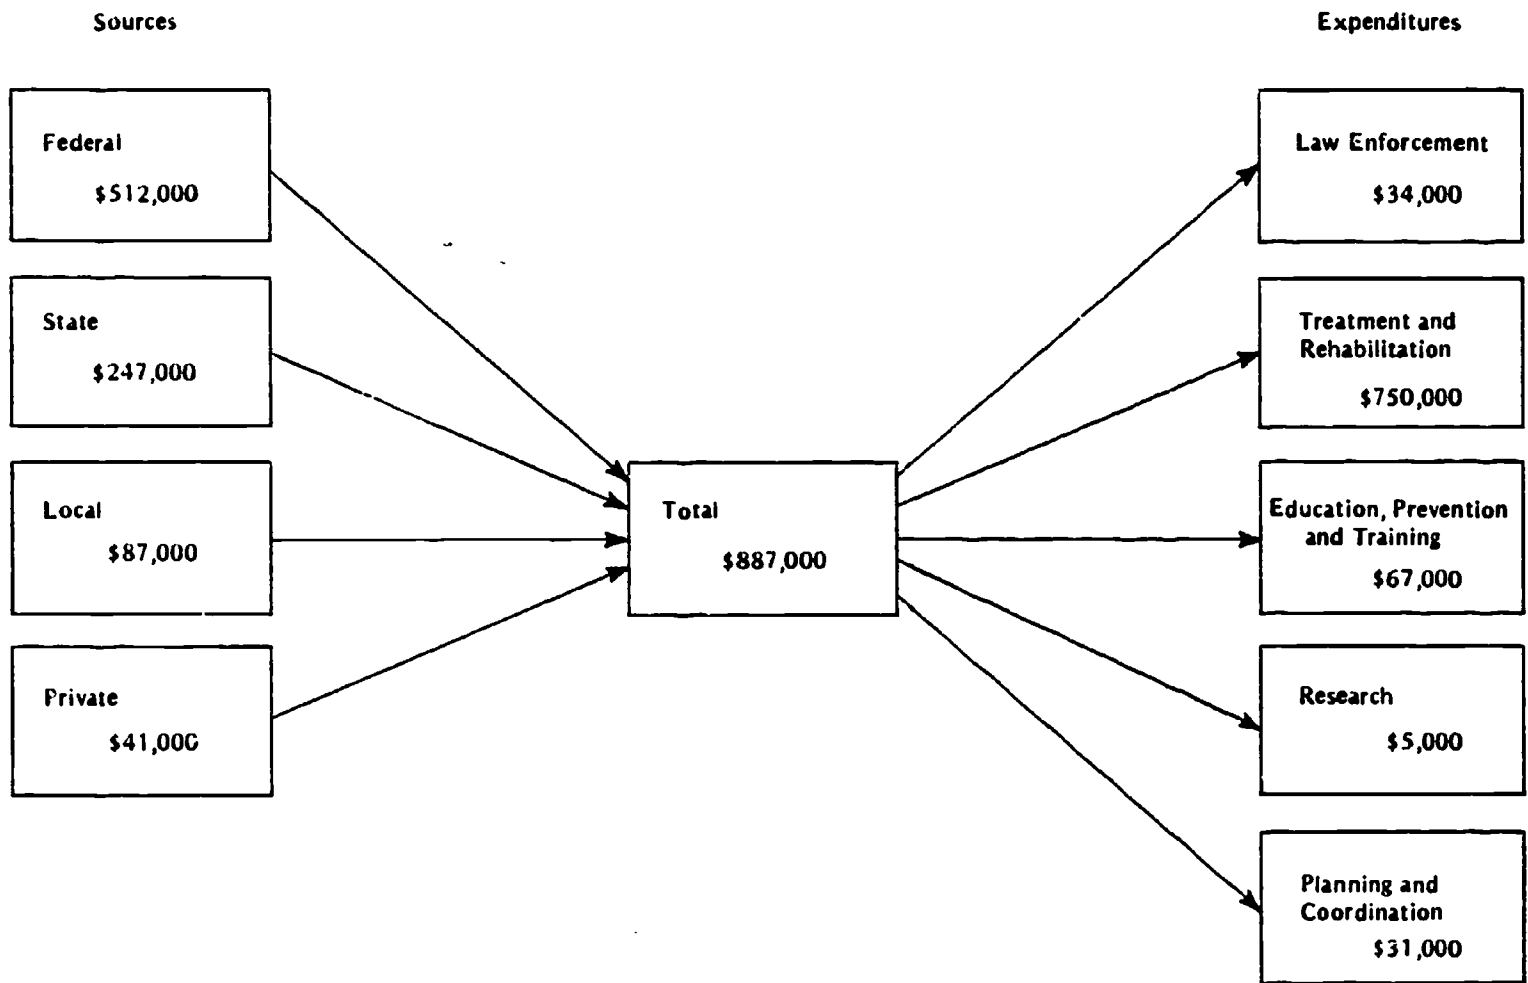 Sources
Expenditures
Federal
$512,000
State
$247,000
Local
$87,000
Private
$41,000
Total
$887,000
Law Enforcement
$34,000
Treatment and
Rehabilitation
$750,000
Education, Prevention
and Training
$67,000
Research
$5,000
Planning and
Coordination
$31,000